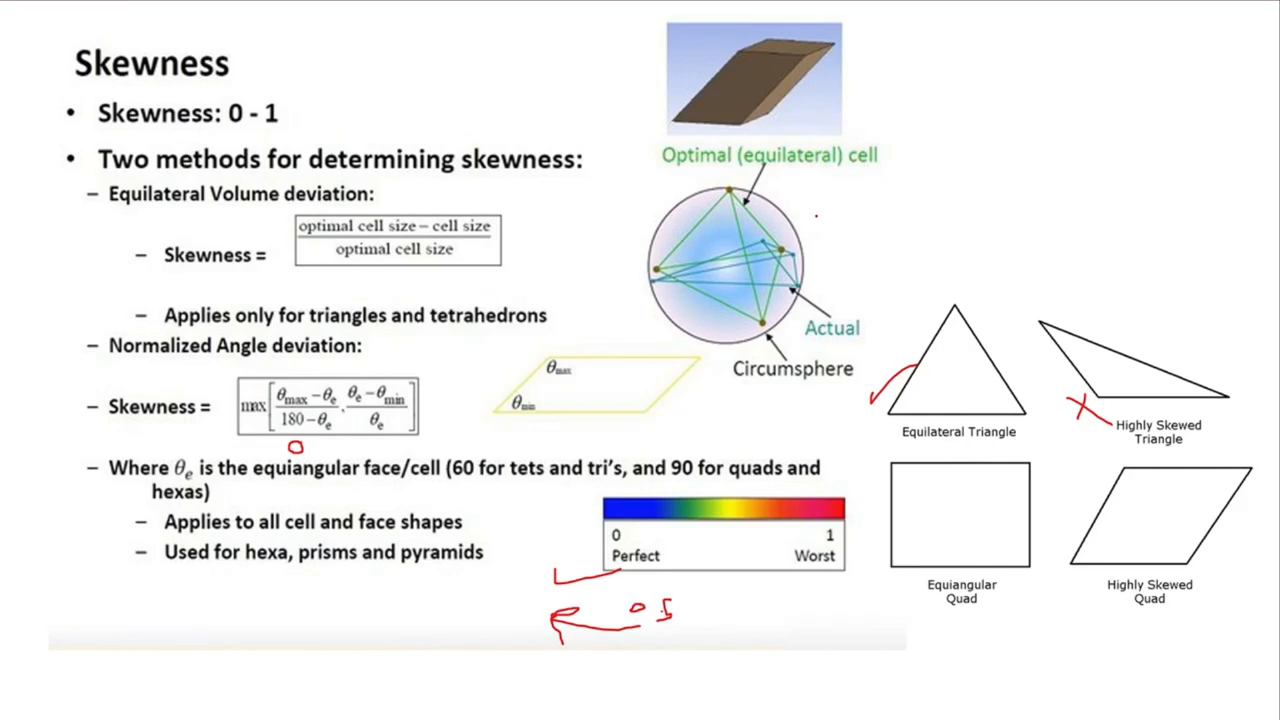 Skewness
• Skewness: 0 - 1
• Two methods for determining skewness:
– Equilateral Volume deviation:
– Skewness =
optimal cell size – cell size
optimal cell size
– Applies only for triangles and tetrahedrons
– Normalized Angle deviation:
– Skewness =
max[θmax – θe / 180 – θe , θe – θmin / θe]
0
– Where θe is the equiangular face/cell (60 for tets and tri's, and 90 for quads and
hexas)
– Applies to all cell and face shapes
– Used for hexa, prisms and pyramids
Optimal (equilateral) cell
Actual
Circumsphere
θmax
θmin
0 1
Perfect Worst
0.5
Equilateral Triangle
Highly Skewed
Triangle
Equiangular
Quad
Highly Skewed
Quad